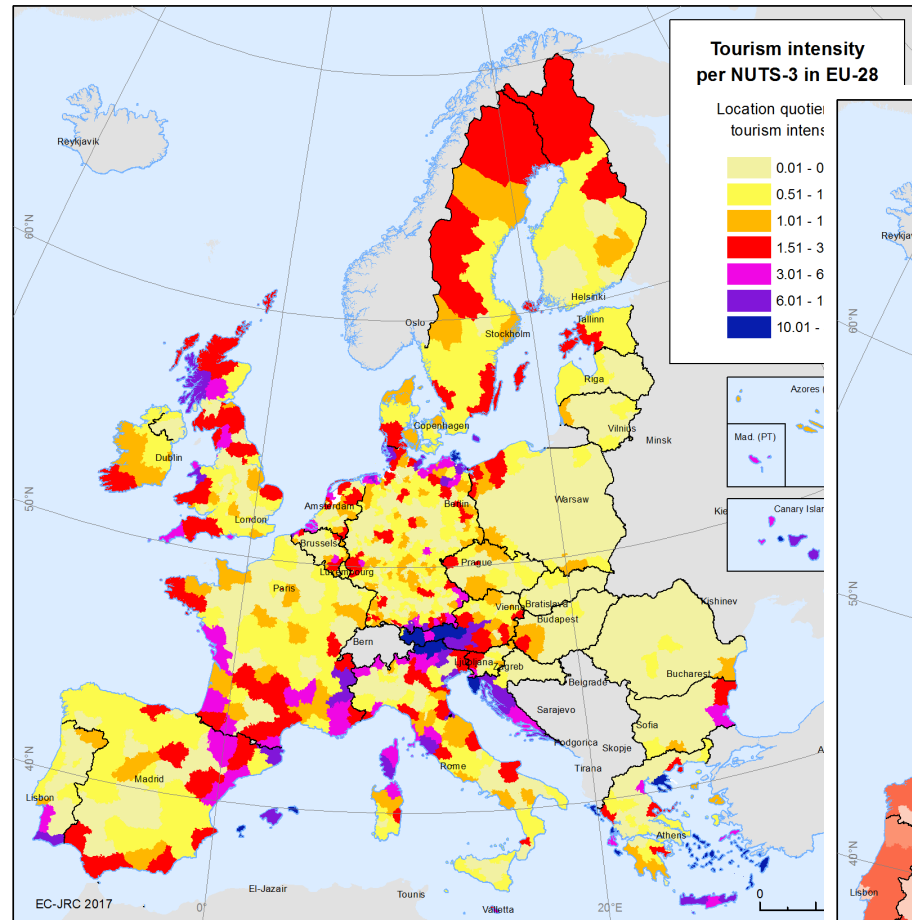 Tourism intensity
per NUTS-3 in EU-28
Location quotie
tourism intens
0.01 - 0
0.51 - 1
1.01 - 1
1.51 - 3
3.01 - 6
6.01 - 1
10.01 -
Reykjavik
60°N
50°N
40°N
Oslo
Helsinki
Tallinn
Stockholm
Riga
Copenhagen
Vilnius
Minsk
Dublin
Amsterdam
Berlin
Warsaw
London
Brussels
Luxembourg
Prague
Kie
Paris
Vienna
Bratislava
Budapest
Kishinev
Bern
Ljubljana
Zagreb
Belgrade
Bucharest
Sarajevo
Sofia
Podgorica
Skopje
Tirana
Rome
Madrid
Lisbon
Athens
El-Jazair
Tounis
Valletta
0°
20°E
0
EC-JRC 2017
Azores (
Mad. (PT)
Canary Islan
A
Reykjav
60°N
50°N
40°N
Lisbon